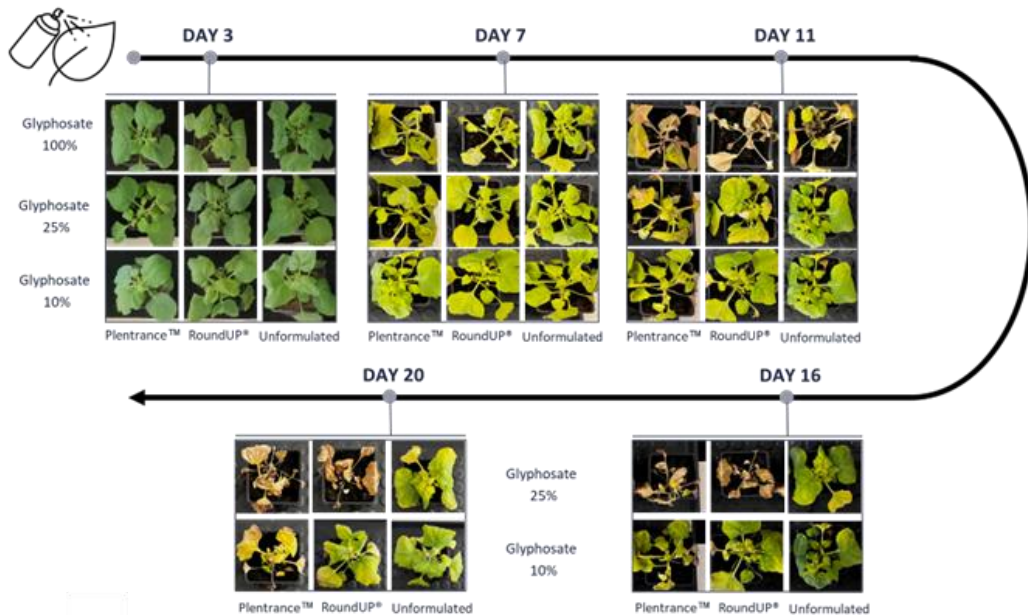 DAY 3
DAY 7
DAY 11
Glyphosate
100%
Glyphosate
25%
Glyphosate
10%
Plentrance™ RoundUP® Unformulated
Plentrance™ RoundUP® Unformulated
Plentrance™ RoundUP® Unformulated
DAY 20
DAY 16
Glyphosate
25%
Glyphosate
10%
Plentrance™ RoundUP® Unformulated
Plentrance™ RoundUP® Unformulated